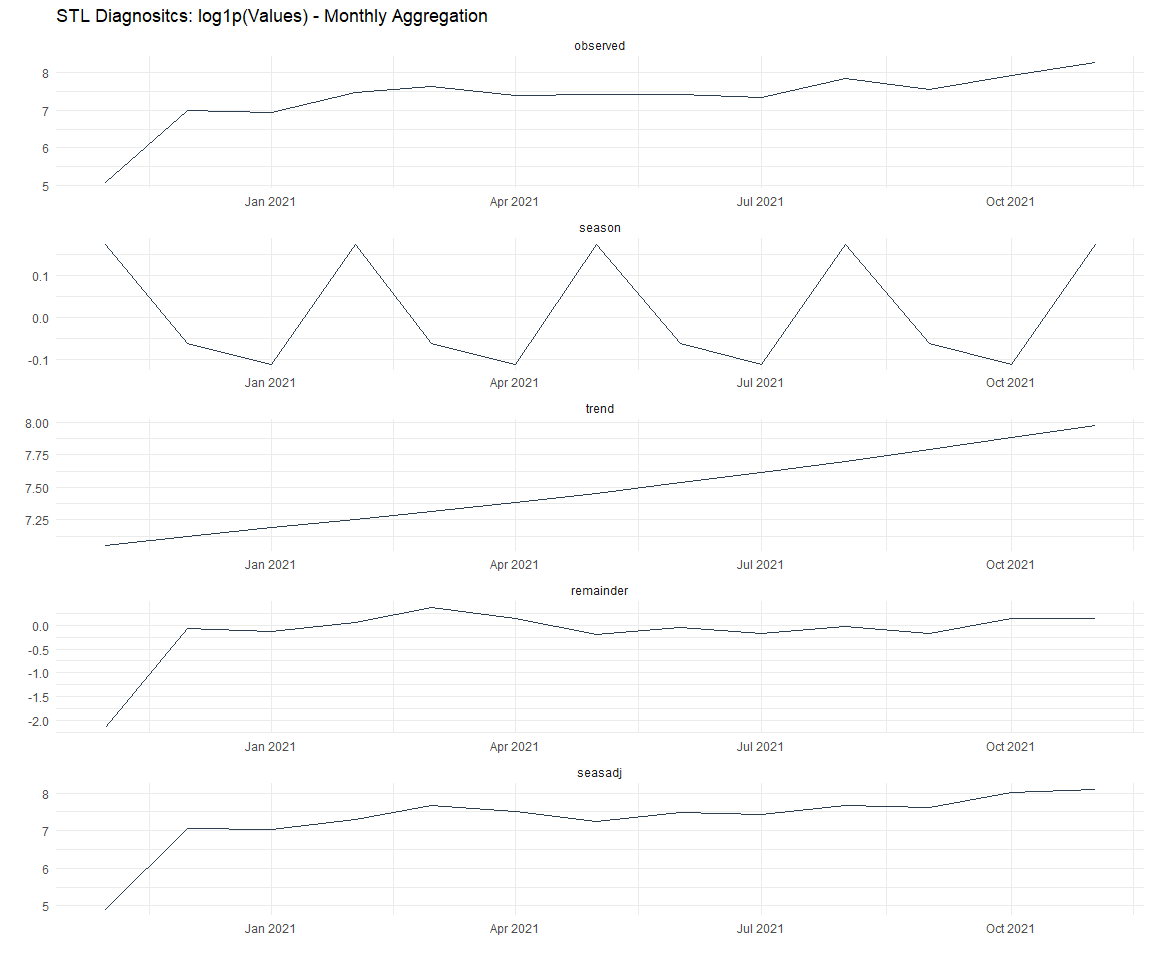 STL Diagnositcs: log1p(Values) - Monthly Aggregation
observed
8
7
6
5
Jan 2021 Apr 2021 Jul 2021 Oct 2021
season
0.1
0.0
-0.1
Jan 2021 Apr 2021 Jul 2021 Oct 2021
trend
8.00
7.75
7.50
7.25
Jan 2021 Apr 2021 Jul 2021 Oct 2021
remainder
0.0
-0.5
-1.0
-1.5
-2.0
Jan 2021 Apr 2021 Jul 2021 Oct 2021
seasadj
8
7
6
5
Jan 2021 Apr 2021 Jul 2021 Oct 2021